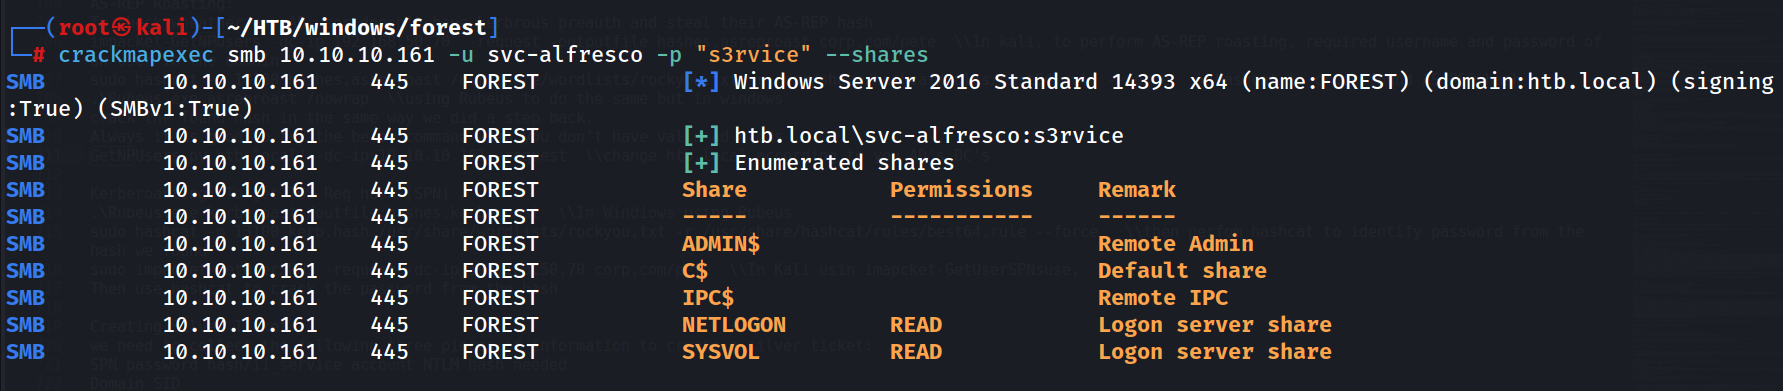 ┌──(root㉿kali)-[~/HTB/windows/forest]
└─# crackmapexec smb 10.10.10.161 -u svc-alfresco -p "s3rvice" --shares
SMB 10.10.10.161 445 FOREST [*] Windows Server 2016 Standard 14393 x64 (name:FOREST) (domain:htb.local) (signing
:True) (SMBv1:True)
SMB 10.10.10.161 445 FOREST [+] htb.local\svc-alfresco:s3rvice
SMB 10.10.10.161 445 FOREST [+] Enumerated shares
SMB 10.10.10.161 445 FOREST Share Permissions Remark
SMB 10.10.10.161 445 FOREST ----- ----------- ------
SMB 10.10.10.161 445 FOREST ADMIN$ Remote Admin
SMB 10.10.10.161 445 FOREST C$ Default share
SMB 10.10.10.161 445 FOREST IPC$ Remote IPC
SMB 10.10.10.161 445 FOREST NETLOGON READ Logon server share
SMB 10.10.10.161 445 FOREST SYSVOL READ Logon server share